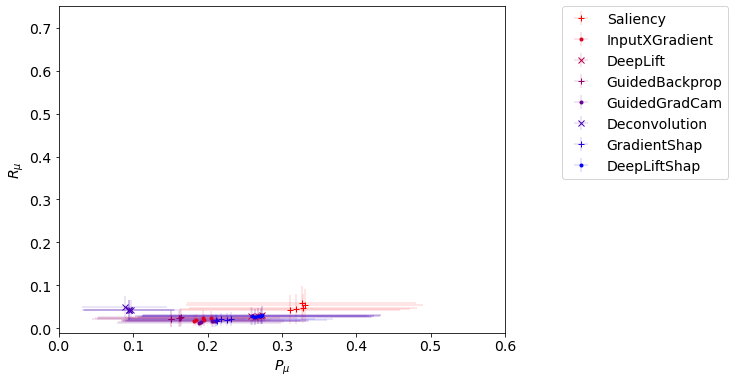 0.7
0.6
0.5
0.4
0.3
0.2
0.1
0.0
R_μ
0.0 0.1 0.2 0.3 0.4 0.5 0.6
P_μ
Saliency
InputXGradient
DeepLift
GuidedBackprop
GuidedGradCam
Deconvolution
GradientShap
DeepLiftShap